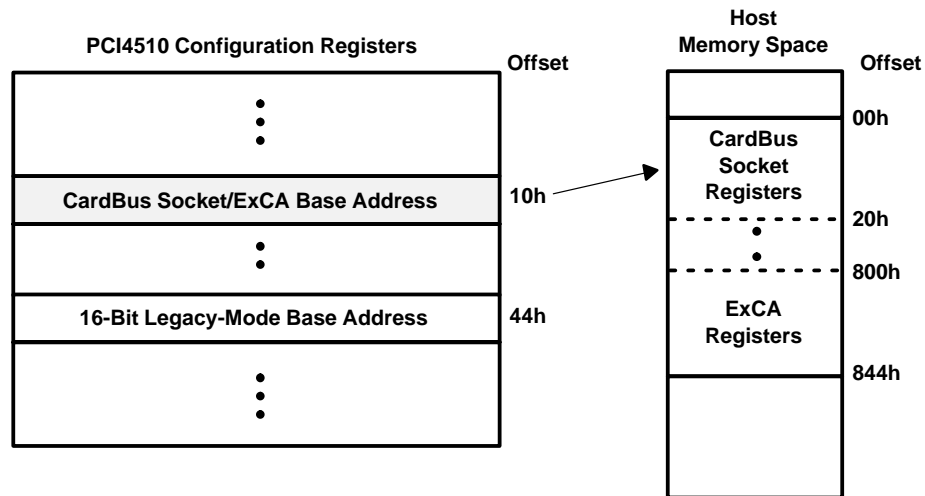 PCI4510 Configuration Registers
Offset
CardBus Socket/ExCA Base Address
10h
16-Bit Legacy-Mode Base Address
44h
Host
Memory Space
Offset
00h
CardBus
Socket
Registers
20h
800h
ExCA
Registers
844h